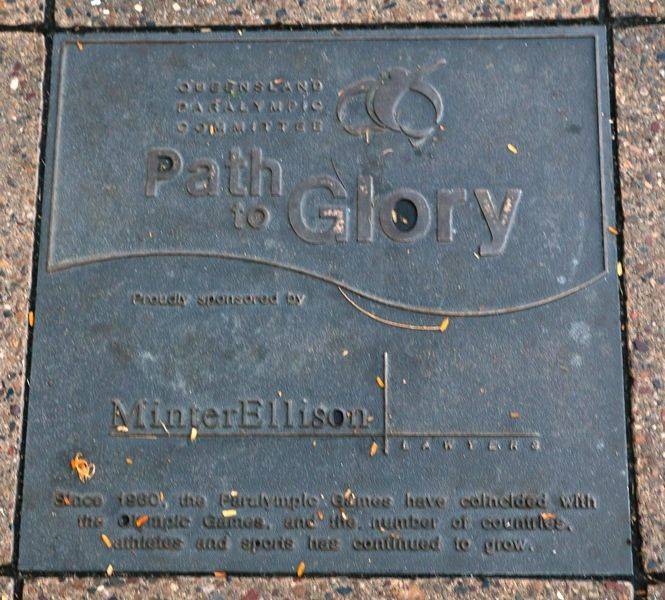 QUEENSLAND
PARALYMPIC
COMMITTEE
Path
to Glory
Proudly sponsored by
MinterEllison
LAWYERS
Since 1960, the Paralympic Games have coincided with
the Olympic Games, and the number of countries,
athletes and sports has continued to grow.